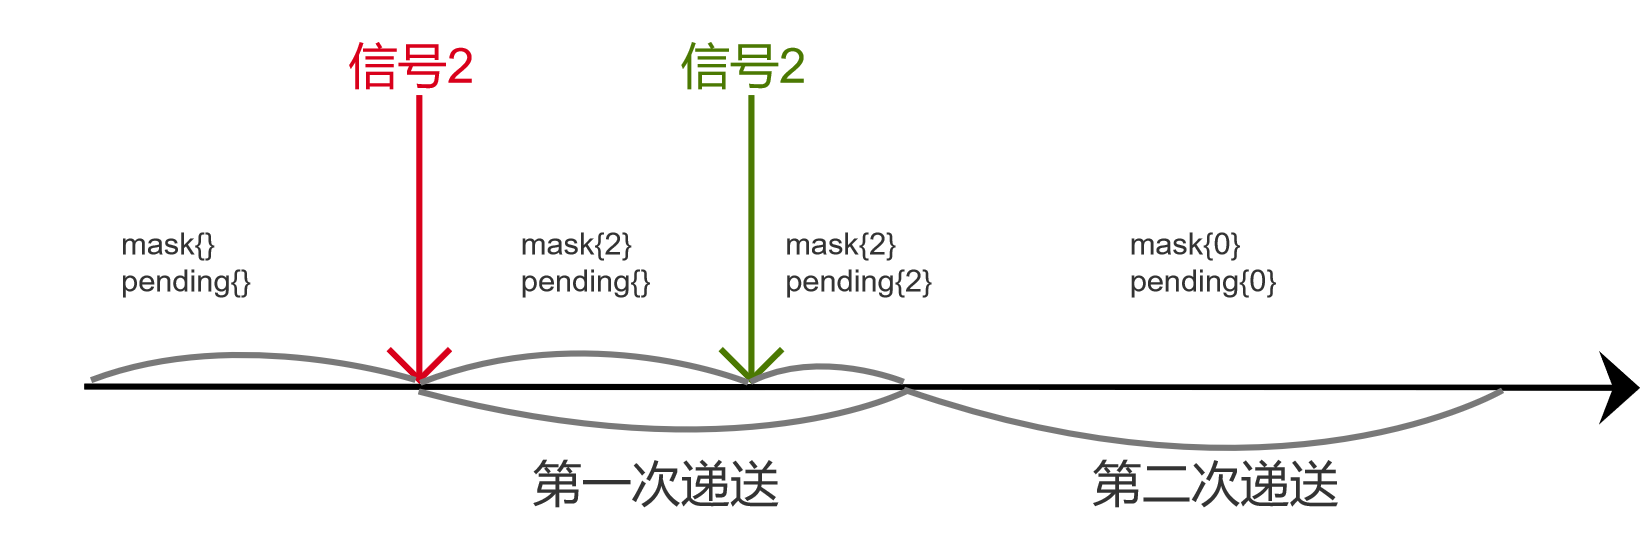 信号2
信号2
mask{}
pending{}
mask{2}
pending{}
mask{2}
pending{2}
mask{0}
pending{0}
第一次递送
第二次递送